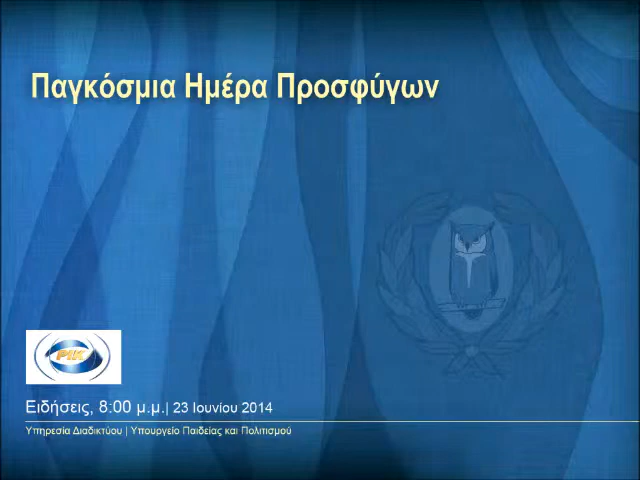 Παγκόσμια Ημέρα Προσφύγων
ΡΙΚ
Ειδήσεις, 8:00 μ.μ.| 23 Ιουνίου 2014
Υπηρεσία Διαδικτύου | Υπουργείο Παιδείας και Πολιτισμού